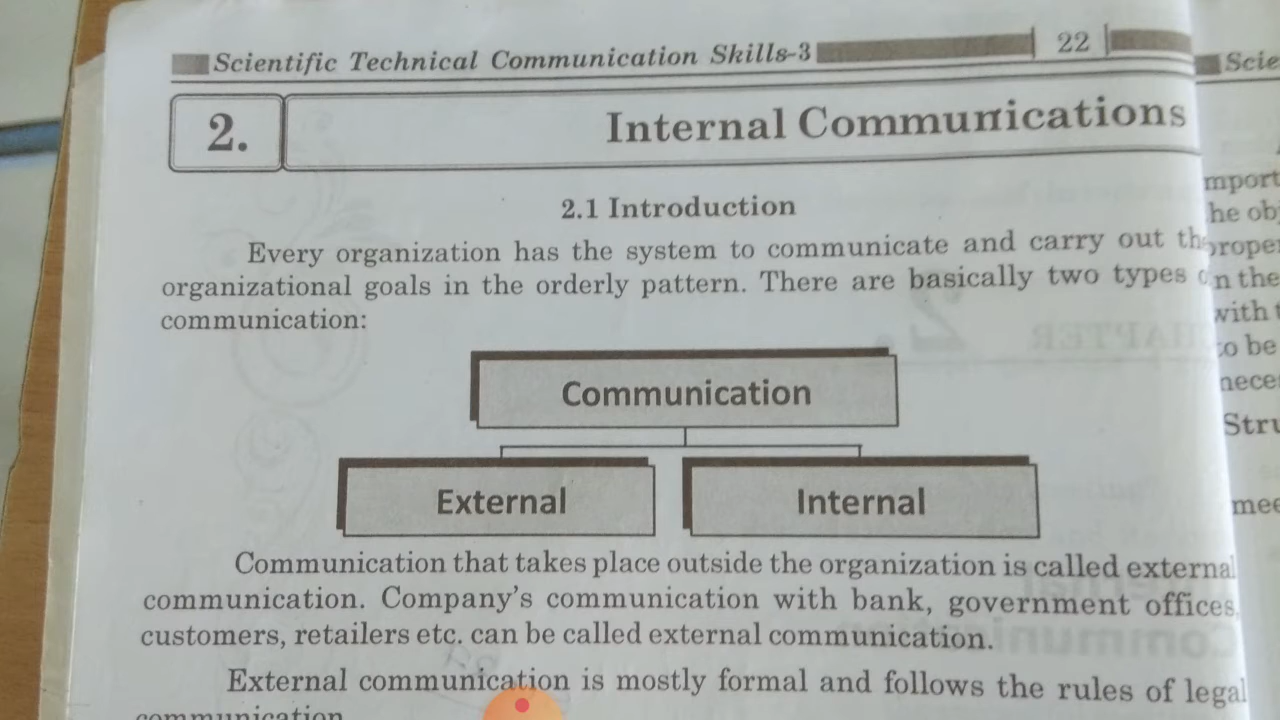 Scientific Technical Communication Skills-3 22
2. Internal Communications
2.1 Introduction
Every organization has the system to communicate and carry out
organizational goals in the orderly pattern. There are basically two types
communication:
Communication
External
Internal
Communication that takes place outside the organization is called external
communication. Company's communication with bank, government offices
customers, retailers etc. can be called external communication.
External communication is mostly formal and follows the rules of legal
communication